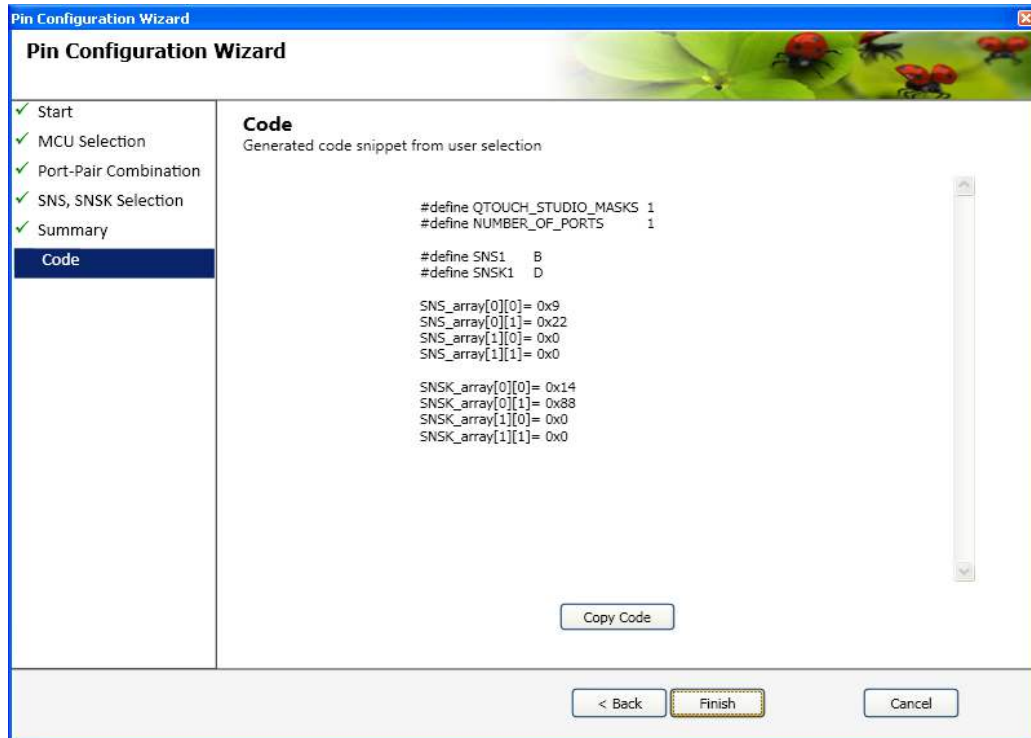 Pin Configuration Wizard
Pin Configuration Wizard
Start
MCU Selection
Port-Pair Combination
SNS, SNSK Selection
Summary
Code
Code
Generated code snippet from user selection
#define QTOUCH_STUDIO_MASKS 1
#define NUMBER_OF_PORTS 1
#define SNS1 B
#define SNSK1 D
SNS_array[0][0]= 0x9
SNS_array[0][1]= 0x22
SNS_array[1][0]= 0x0
SNS_array[1][1]= 0x0
SNSK_array[0][0]= 0x14
SNSK_array[0][1]= 0x88
SNSK_array[1][0]= 0x0
SNSK_array[1][1]= 0x0
Copy Code
< Back Finish Cancel